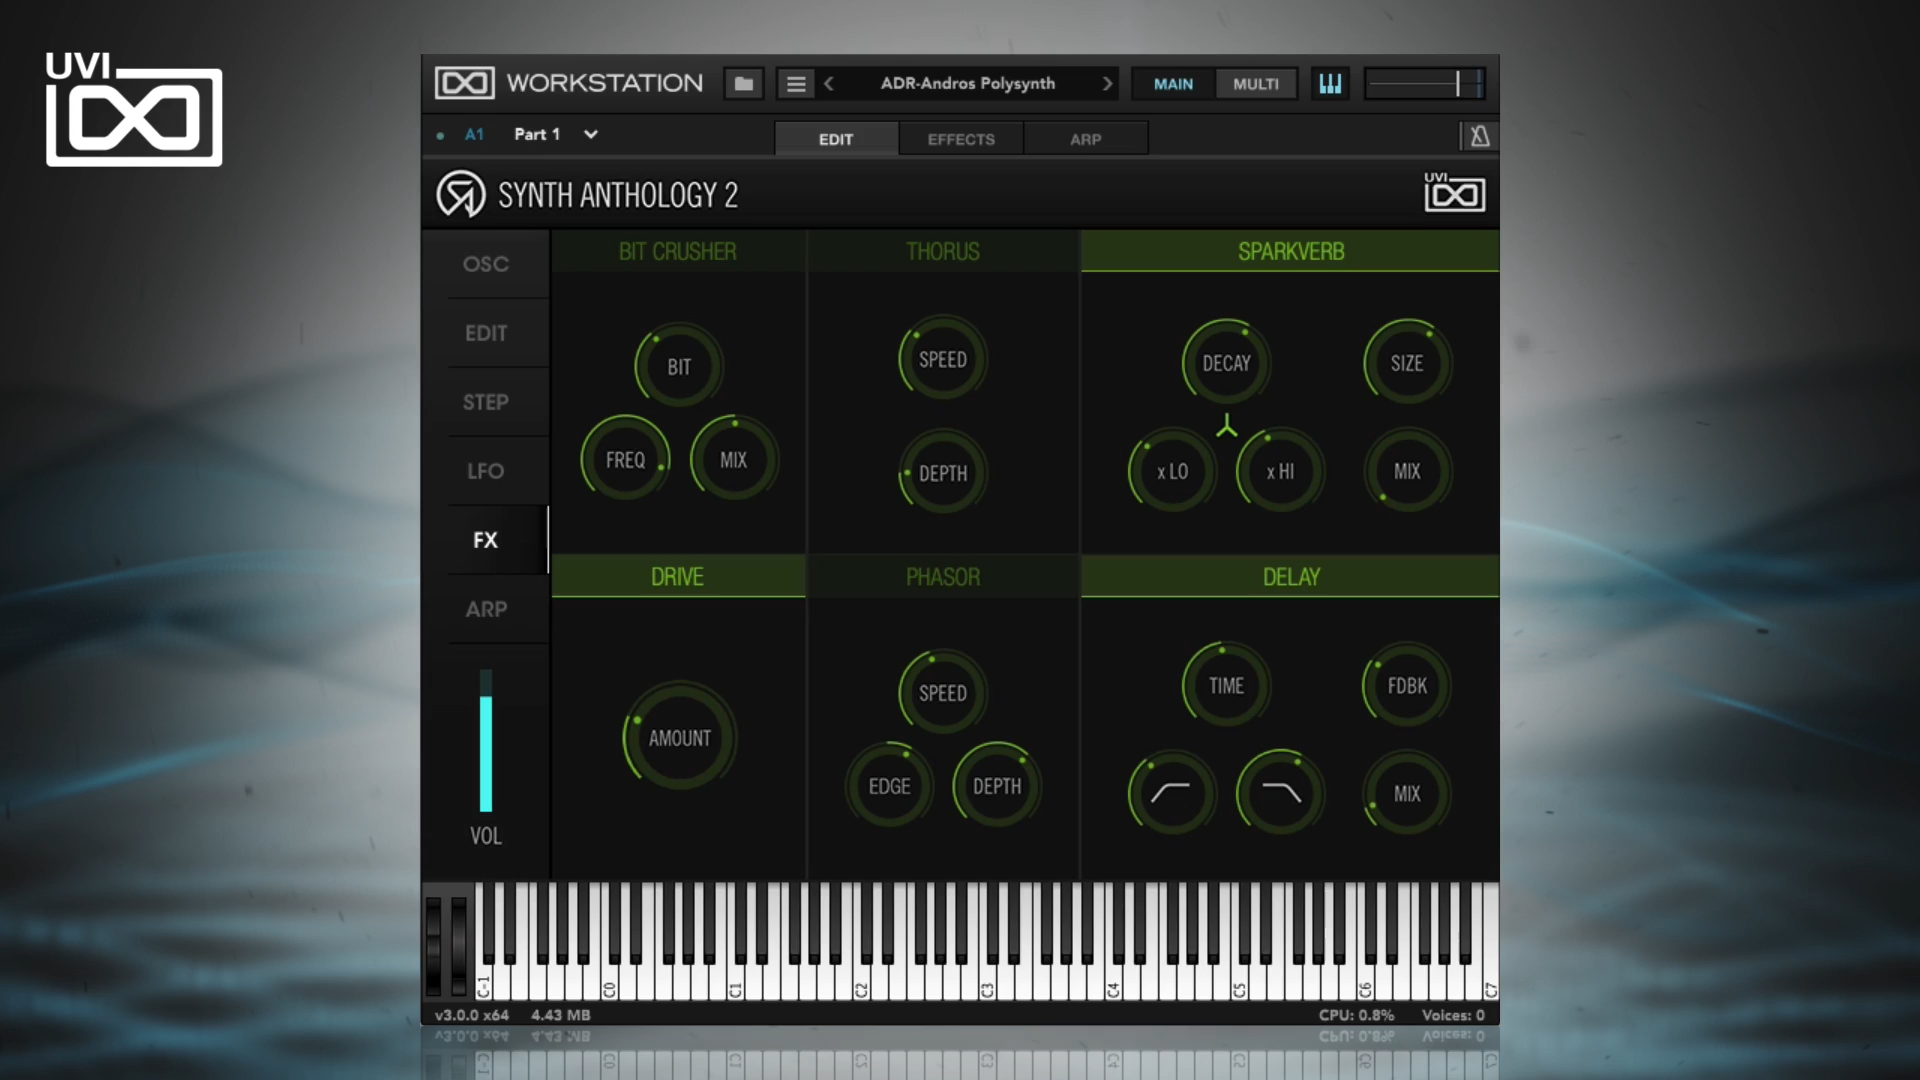 UVI
WORKSTATION
ADR-Andros Polysynth
MAIN
MULTI
A1
Part 1
EDIT
EFFECTS
ARP
SYNTH ANTHOLOGY 2
UVI
OSC
EDIT
STEP
LFO
FX
ARP
VOL
BIT CRUSHER
BIT
FREQ
MIX
THORUS
SPEED
DEPTH
SPARKVERB
DECAY
SIZE
x LO
x HI
MIX
DRIVE
AMOUNT
PHASOR
SPEED
EDGE
DEPTH
DELAY
TIME
FDBK
MIX
C-1
C0
C1
C2
C3
C4
C5
C6
C7
v3.0.0 x64
4.43 MB
CPU: 0.8%
Voices: 0